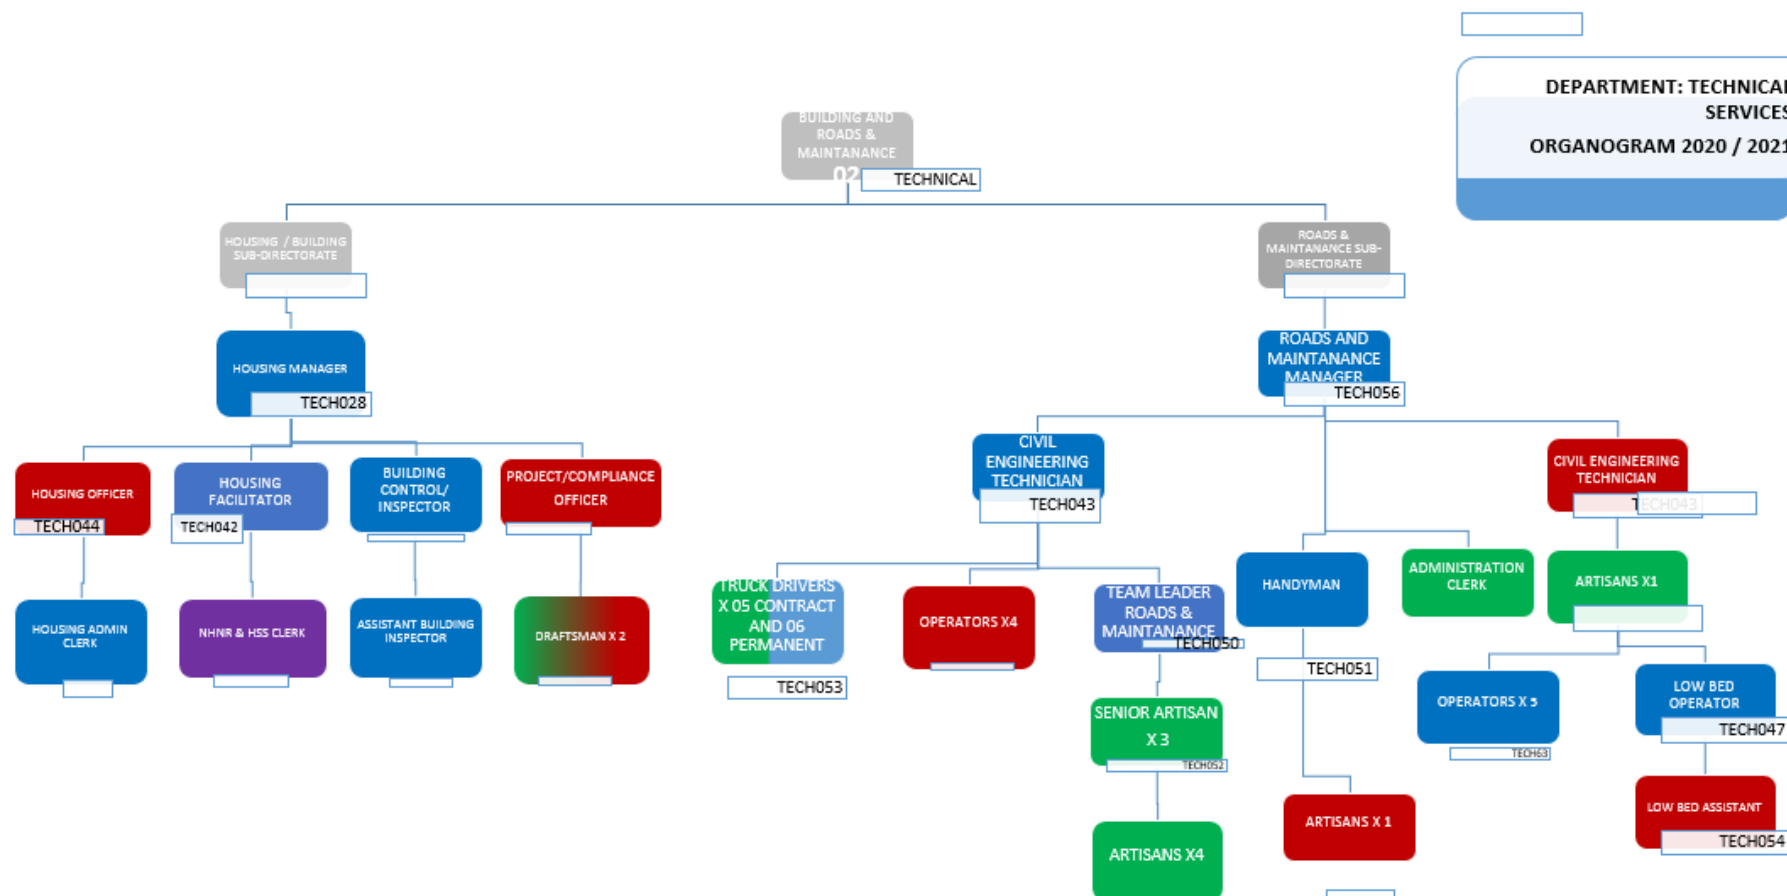 DEPARTMENT: TECHNICAL
SERVICES
ORGANOGRAM 2020 / 2021
BUILDING AND
ROADS &
MAINTANANCE
02
TECHNICAL
HOUSING / BUILDING
SUB-DIRECTORATE
ROADS &
MAINTANANCE SUB-
DIRECTORATE
HOUSING MANAGER
TECH028
ROADS AND
MAINTANANCE
MANAGER
TECH056
HOUSING OFFICER
TECH044
HOUSING
FACILITATOR
TECH042
BUILDING
CONTROL/
INSPECTOR
PROJECT/COMPLIANCE
OFFICER
CIVIL
ENGINEERING
TECHNICIAN
TECH043
CIVIL ENGINEERING
TECHNICIAN
TECH043
HOUSING ADMIN
CLERK
NHNR & HSS CLERK
ASSISTANT BUILDING
INSPECTOR
DRAFTSMAN X 2
TRUCK DRIVERS
X 05 CONTRACT
AND 06
PERMANENT
TECH053
OPERATORS X4
TEAM LEADER
ROADS &
MAINTANANCE
TECH050
HANDYMAN
TECH051
ADMINISTRATION
CLERK
ARTISANS X1
SENIOR ARTISAN
X 3
TECH052
OPERATORS X 5
TECH63
LOW BED
OPERATOR
TECH047
ARTISANS X4
ARTISANS X 1
LOW BED ASSISTANT
TECH054